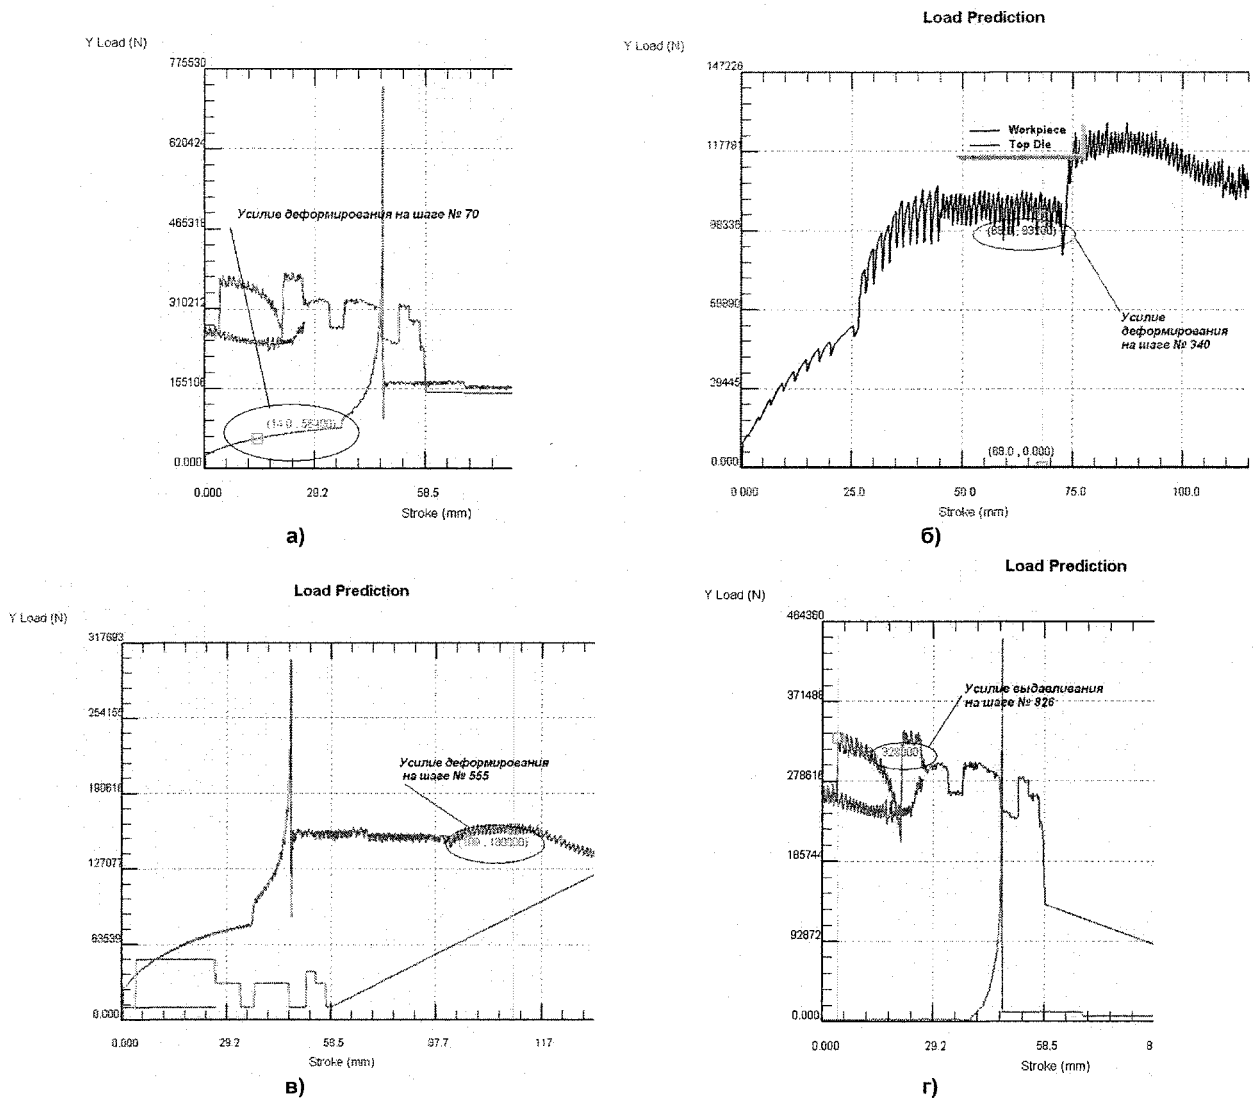 Y Load (N)
775530
620424
465318
310212
155106
0.000
Усилие деформирования на шаге № 70
0.000
29.2
58.5
Stroke (mm)
а)
Load Prediction
Y Load (N)
147226
117781
59890
29445
0.000
Workpiece
Top Die
(68.0 , 0.000)
Усилие
деформирования
на шаге № 340
0.000
25.0
50.0
75.0
100.0
Stroke (mm)
б)
Load Prediction
Y Load (N)
317693
254155
190616
127077
63539
0.000
Усилие деформирования
на шаге № 555
0.000
29.2
58.5
117
Stroke (mm)
в)
Load Prediction
Y Load (N)
464360
371488
278616
185744
92872
0.000
Усилие выдавливания
на шаге № 826
0.000
29.2
58.5
8
Stroke (mm)
г)